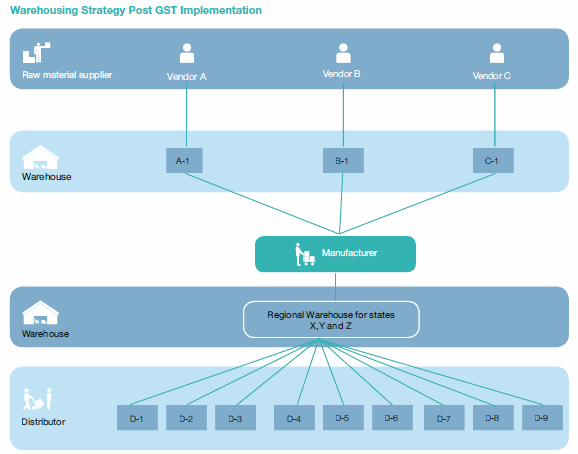 Warehousing Strategy Post GST Implementation
Raw material supplier
Vendor A
Vendor B
Vendor C
Warehouse
A-1
B-1
C-1
Manufacturer
Warehouse
Regional Warehouse for states
X,Y and Z
Distributor
D-1
D-2
D-3
D-4
D-5
D-6
D-7
D-8
D-9